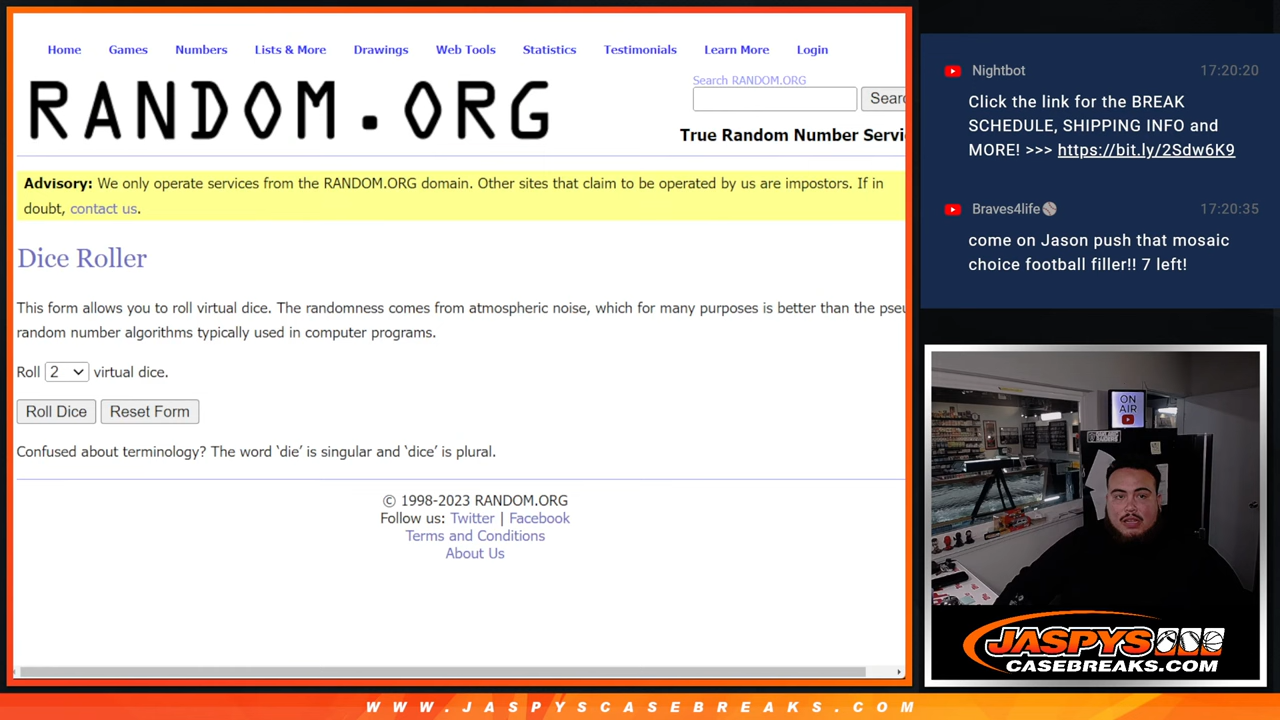 Home Games Numbers Lists & More Drawings Web Tools Statistics Testimonials Learn More Login
RANDOM.ORG
Search RANDOM.ORG
Searc
True Random Number Servi
Advisory: We only operate services from the RANDOM.ORG domain. Other sites that claim to be operated by us are impostors. If in
doubt, contact us.
Dice Roller
This form allows you to roll virtual dice. The randomness comes from atmospheric noise, which for many purposes is better than the pseu
random number algorithms typically used in computer programs.
Roll 2 virtual dice.
Roll Dice Reset Form
Confused about terminology? The word ‘die’ is singular and ‘dice’ is plural.
© 1998-2023 RANDOM.ORG
Follow us: Twitter | Facebook
Terms and Conditions
About Us
Nightbot 17:20:20
Click the link for the BREAK
SCHEDULE, SHIPPING INFO and
MORE! >>> https://bit.ly/2Sdw6K9
Braves4life 17:20:35
come on Jason push that mosaic
choice football filler!! 7 left!
ON
AIR
JASPYS
CASEBREAKS.COM
WWW.JASPYSCASEBREAKS.COM